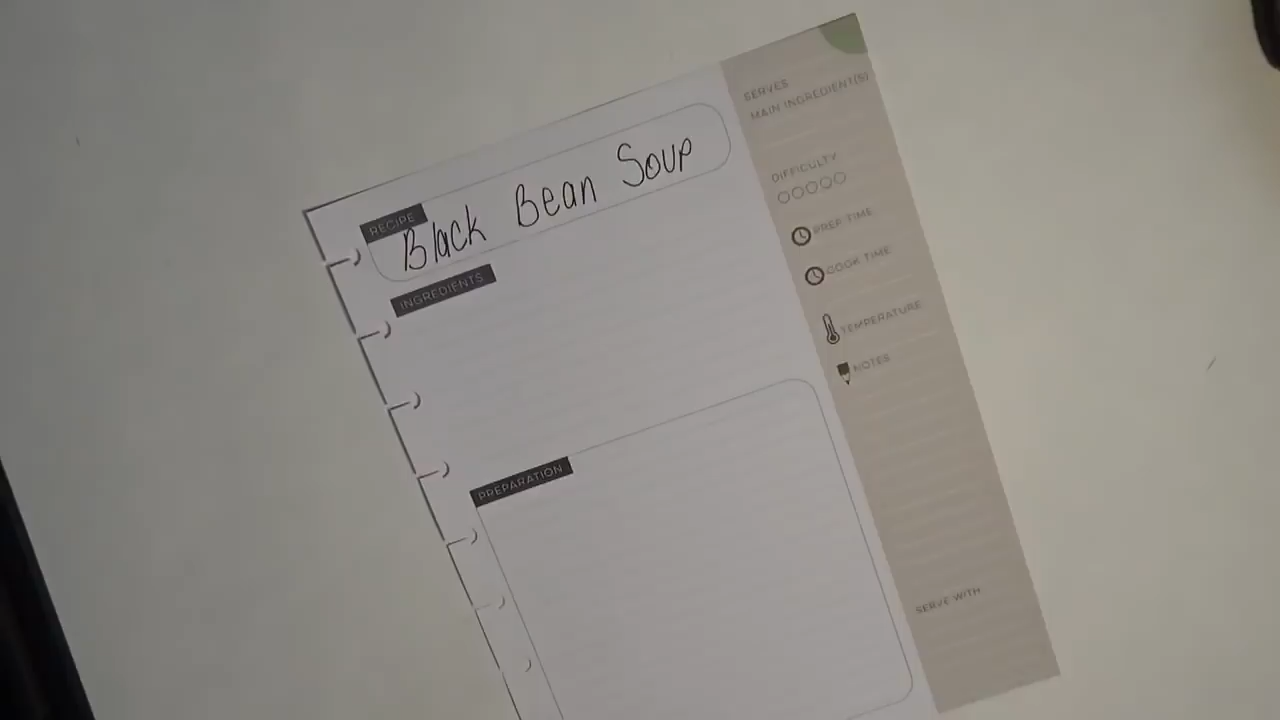 RECIPE
Black Bean Soup
INGREDIENTS
PREPARATION
SERVES
MAIN INGREDIENT(S)
DIFFICULTY
PREP TIME
COOK TIME
TEMPERATURE
NOTES
SERVE WITH